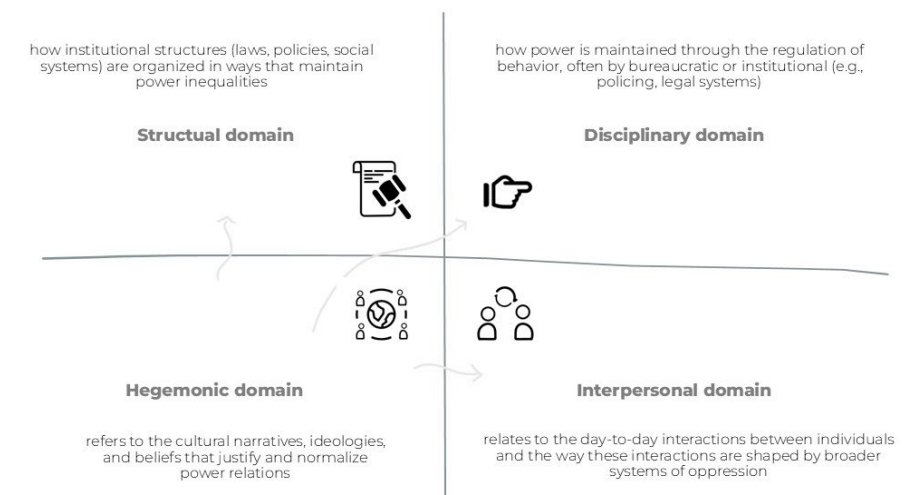 how institutional structures (laws, policies, social
systems) are organized in ways that maintain
power inequalities
Structual domain
how power is maintained through the regulation of
behavior, often by bureaucratic or institutional (e.g.,
policing, legal systems)
Disciplinary domain
Hegemonic domain
refers to the cultural narratives, ideologies,
and beliefs that justify and normalize
power relations
Interpersonal domain
relates to the day-to-day interactions between individuals
and the way these interactions are shaped by broader
systems of oppression